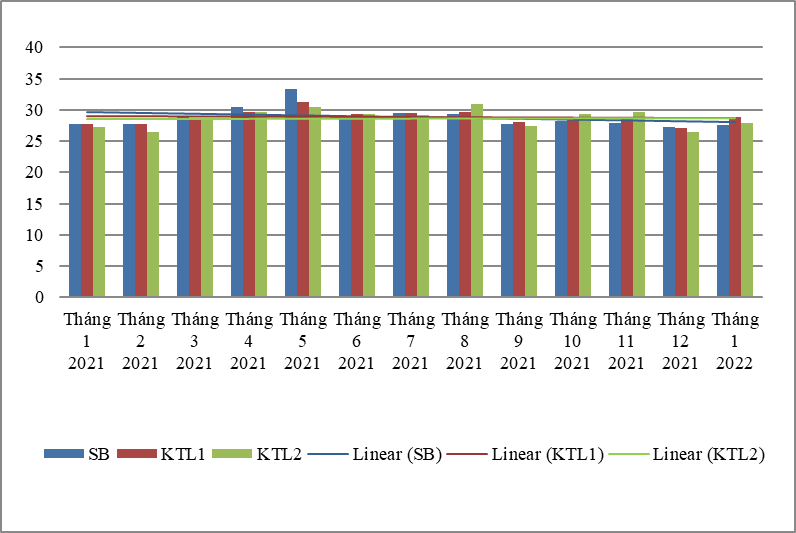 40
35
30
25
20
15
10
5
0
Tháng Tháng Tháng Tháng Tháng Tháng Tháng Tháng Tháng Tháng Tháng Tháng Tháng
1 2 3 4 5 6 7 8 9 10 11 12 1
2021 2021 2021 2021 2021 2021 2021 2021 2021 2021 2021 2021 2022
SB KTL1 KTL2 Linear (SB) Linear (KTL1) Linear (KTL2)